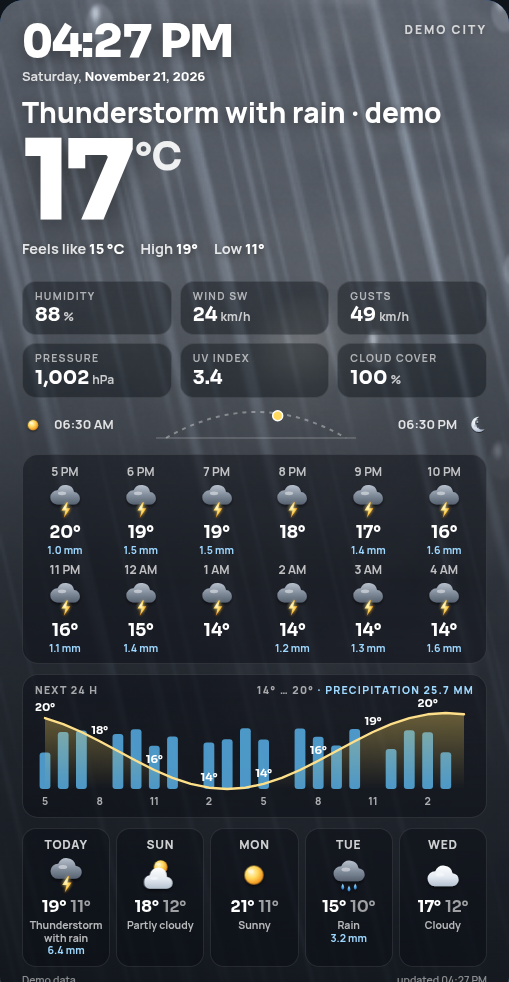 04:27 PM
DEMO CITY
Saturday, November 21, 2026
Thunderstorm with rain · demo
17°C
Feels like 15 °C High 19° Low 11°
HUMIDITY
88 %
WIND SW
24 km/h
GUSTS
49 km/h
PRESSURE
1,002 hPa
UV INDEX
3.4
CLOUD COVER
100 %
06:30 AM
06:30 PM
5 PM 6 PM 7 PM 8 PM 9 PM 10 PM
20° 19° 19° 18° 17° 16°
1.0 mm 1.5 mm 1.5 mm 1.4 mm 1.6 mm
11 PM 12 AM 1 AM 2 AM 3 AM 4 AM
16° 15° 14° 14° 14° 14°
1.1 mm 1.4 mm 1.2 mm 1.3 mm 1.6 mm
NEXT 24 H
14° … 20° · PRECIPITATION 25.7 MM
20° 18° 16° 14° 14° 16° 19° 20°
5 8 11 2 5 8 11 2
TODAY
19° 11°
Thunderstorm
with rain
6.4 mm
SUN
18° 12°
Partly cloudy
MON
21° 11°
Sunny
TUE
15° 10°
Rain
3.2 mm
WED
17° 12°
Cloudy
Demo data
updated 04:27 PM